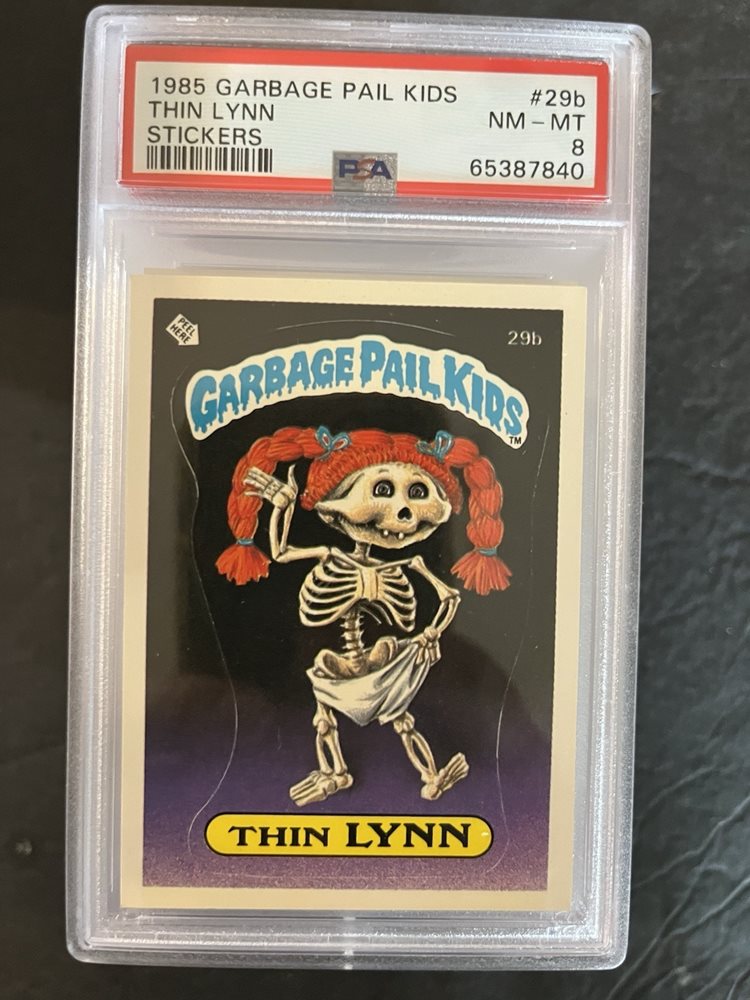 1985 GARBAGE PAIL KIDS #29b
THIN LYNN NM - MT
STICKERS 8
PSA 65387840
PEEL HERE
29b
GARBAGE PAIL KIDS
TM
THIN LYNN